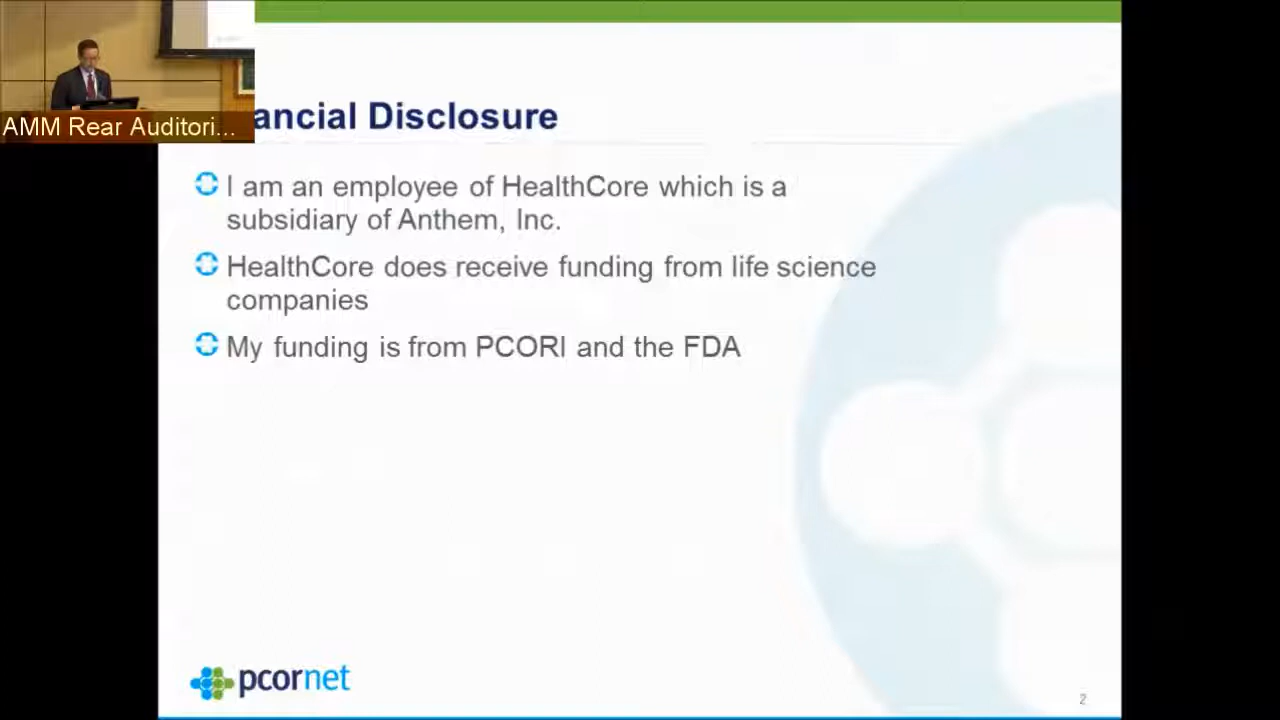 AMM Rear Auditori...
ancial Disclosure
I am an employee of HealthCore which is a
subsidiary of Anthem, Inc.
HealthCore does receive funding from life science
companies
My funding is from PCORI and the FDA
pcornet
2